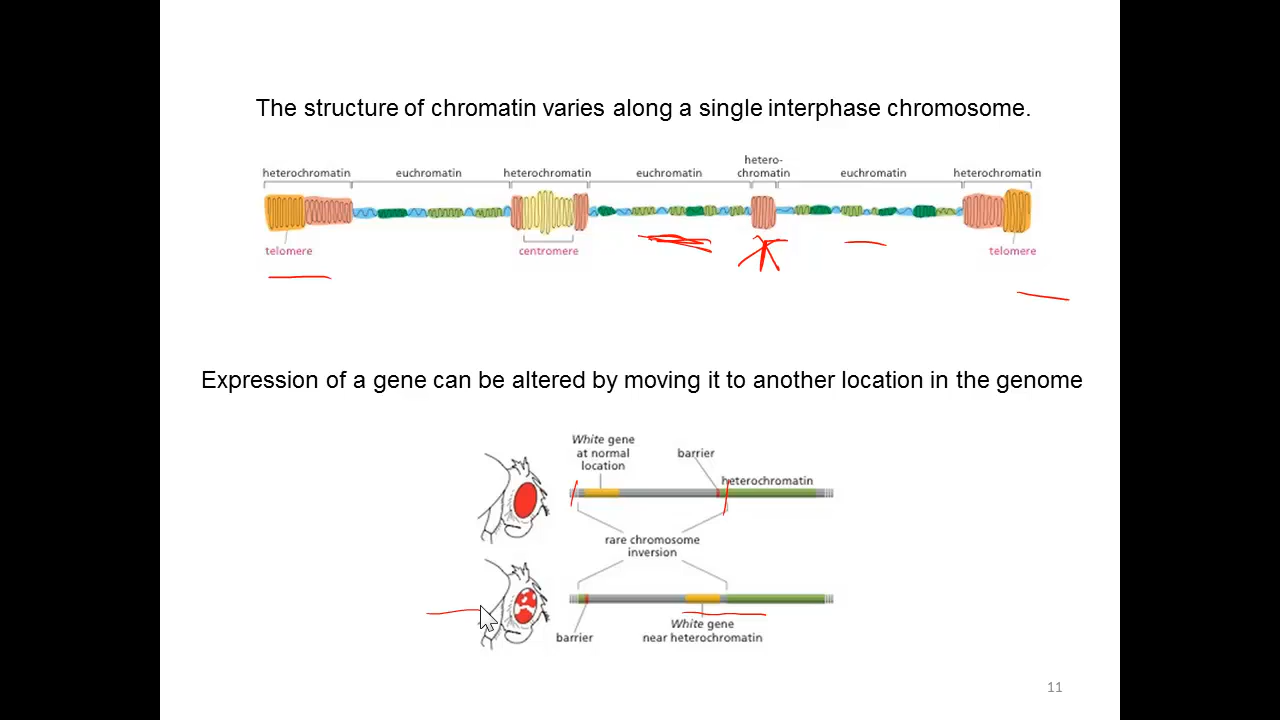 The structure of chromatin varies along a single interphase chromosome.
hetero-
heterochromatin euchromatin heterochromatin euchromatin chromatin euchromatin heterochromatin
telomere centromere telomere
Expression of a gene can be altered by moving it to another location in the genome
White gene
at normal
location
barrier
heterochromatin
rare chromosome
inversion
barrier
White gene
near heterochromatin
11